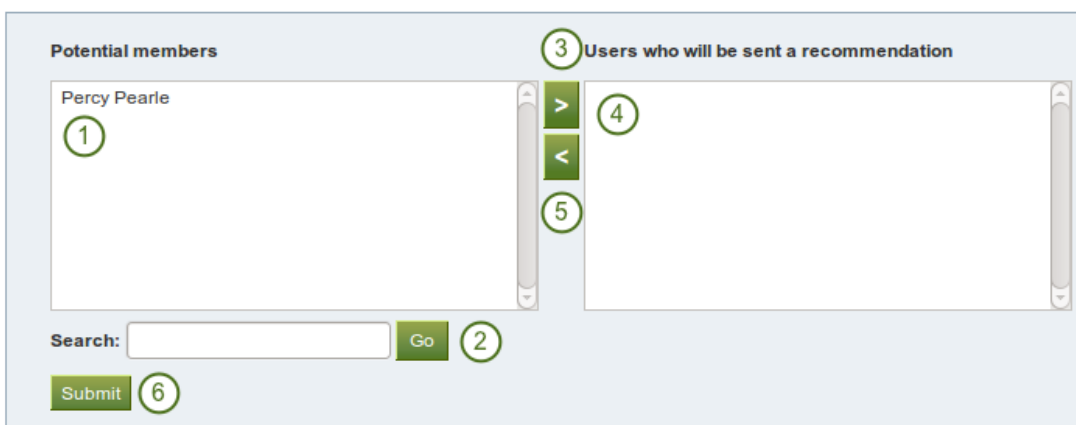 Potential members
3 Users who will be sent a recommendation
Percy Pearle
1
>
4
<
5
Search: Go 2
Submit 6